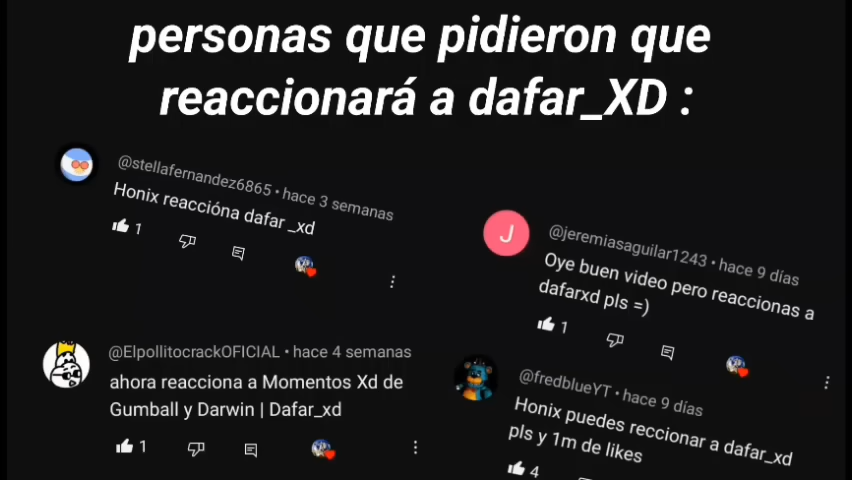 personas que pidieron que
reaccionará a dafar_XD :
@stellafernandez6865 • hace 3 semanas
Honix reaccióna dafar _xd
1
@jeremiasaguilar1243 • hace 9 días
J
Oye buen video pero reaccionas a
dafarxd pls =)
1
@ElpollitocrackOFICIAL • hace 4 semanas
ahora reacciona a Momentos Xd de
Gumball y Darwin | Dafar_xd
1
@fredblueYT • hace 9 días
Honix puedes reccionar a dafar_xd
pls y 1m de likes
4